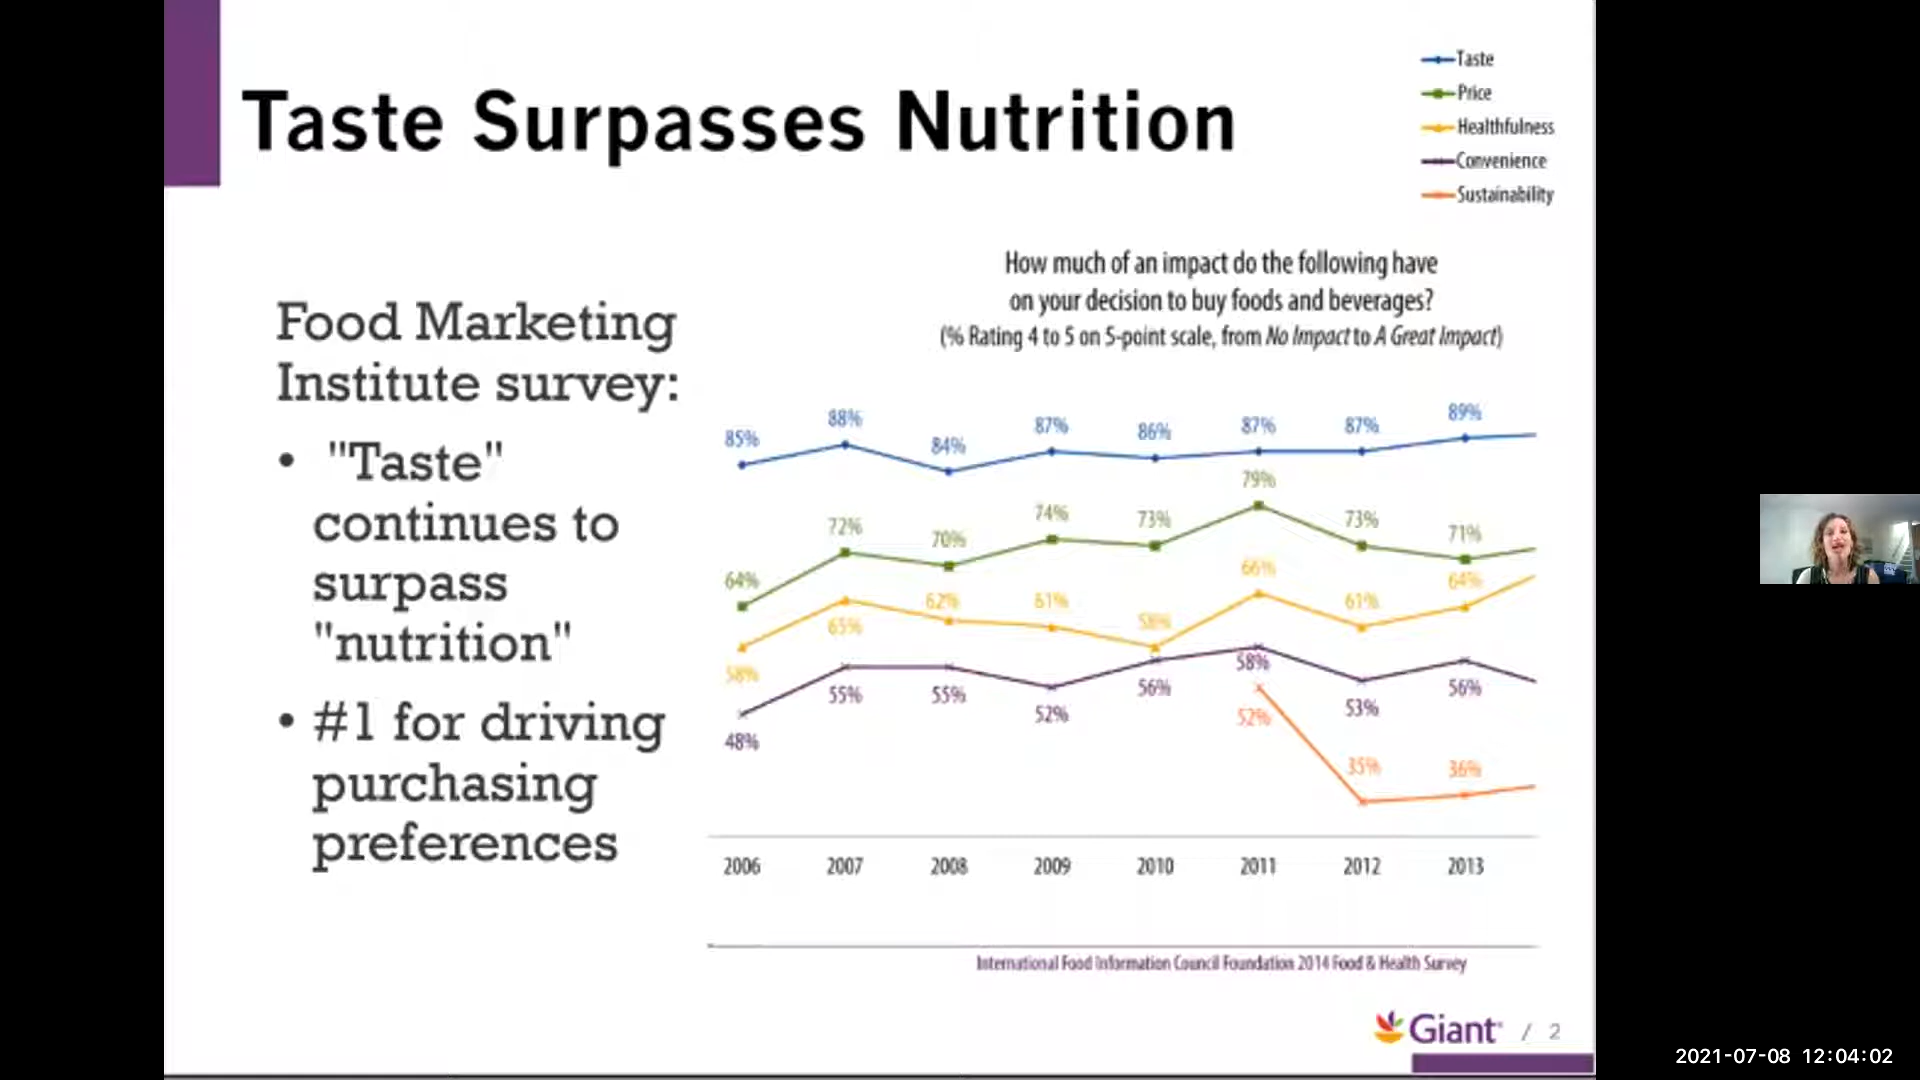 Taste Surpasses Nutrition
Taste
Price
Healthfulness
Convenience
Sustainability
Food Marketing
Institute survey:
• "Taste"
continues to
surpass
"nutrition"
• #1 for driving
purchasing
preferences
How much of an impact do the following have
on your decision to buy foods and beverages?
(% Rating 4 to 5 on 5-point scale, from No Impact to A Great Impact)
85% 88% 84% 87% 86% 87% 87% 89%
64% 72% 70% 74% 73% 79% 73% 71%
58% 65% 62% 61% 58% 66% 61% 64%
48% 55% 55% 52% 56% 58% 53% 56%
52% 35% 36%
2006 2007 2008 2009 2010 2011 2012 2013
International Food Information Council Foundation 2014 Food & Health Survey
Giant / 2
2021-07-08 12:04:02